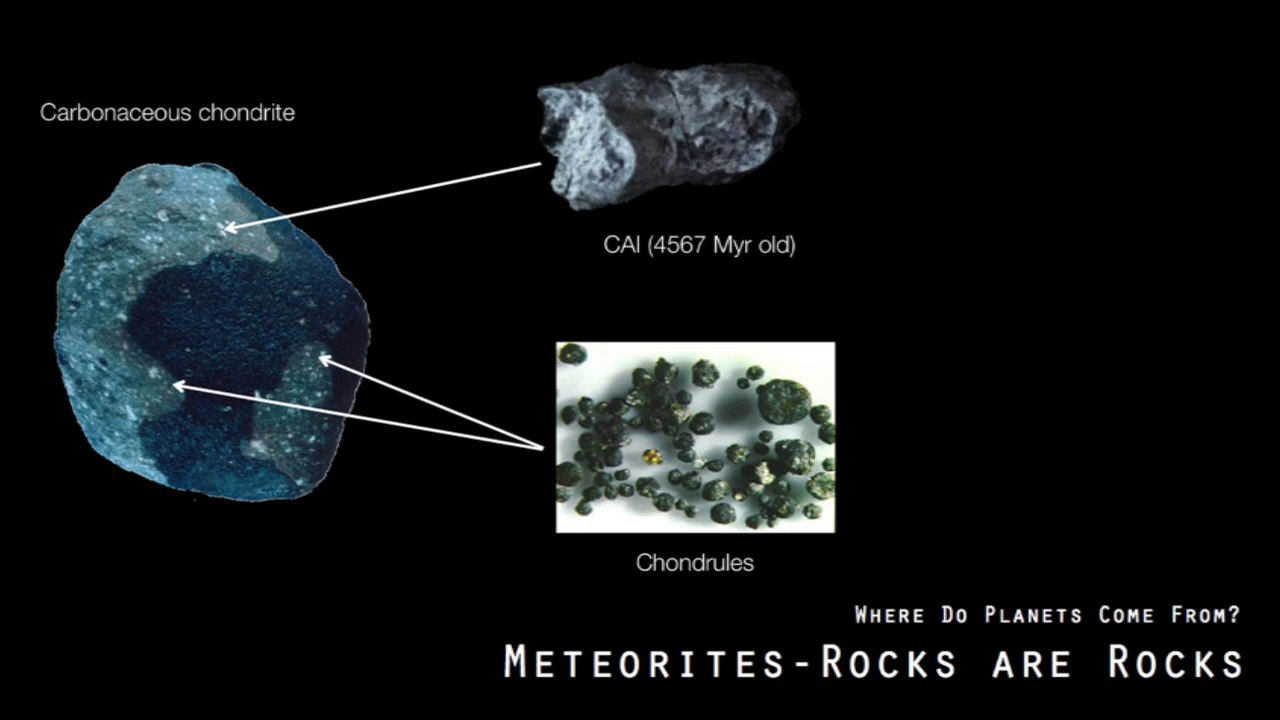 Carbonaceous chondrite
CAI (4567 Myr old)
Chondrules
Where Do Planets Come From?
Meteorites-Rocks are Rocks